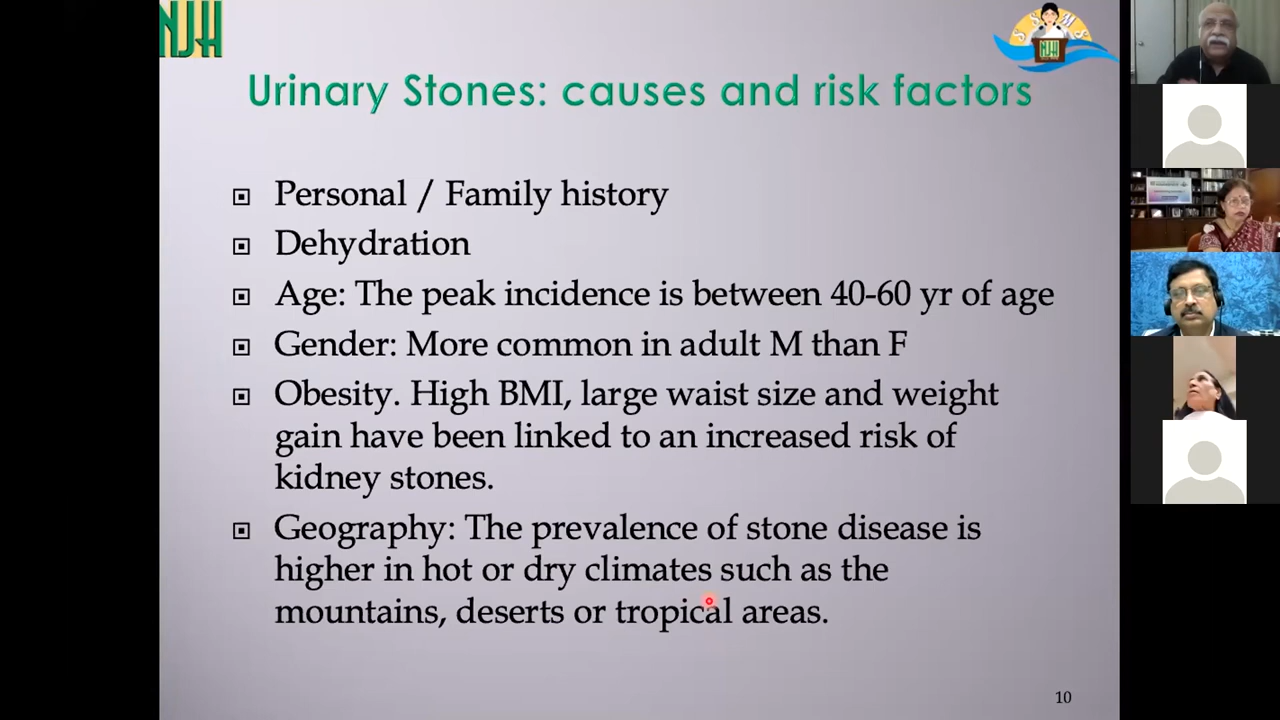 NJH
S S M S
NJH
Urinary Stones: causes and risk factors
Personal / Family history
Dehydration
Age: The peak incidence is between 40-60 yr of age
Gender: More common in adult M than F
Obesity. High BMI, large waist size and weight
gain have been linked to an increased risk of
kidney stones.
Geography: The prevalence of stone disease is
higher in hot or dry climates such as the
mountains, deserts or tropical areas.
10